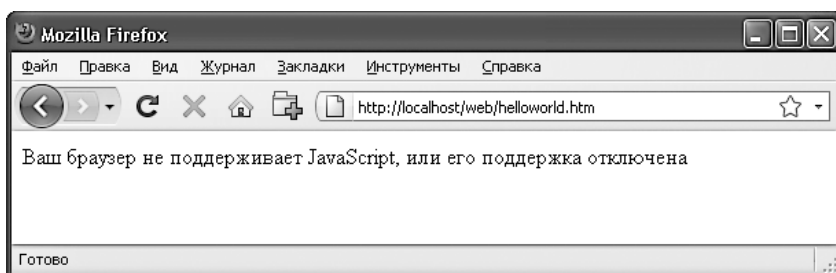 Mozilla Firefox
Файл Правка Вид Журнал Закладки Инструменты Справка
http://localhost/web/helloworld.htm
Ваш браузер не поддерживает JavaScript, или его поддержка отключена
Готово